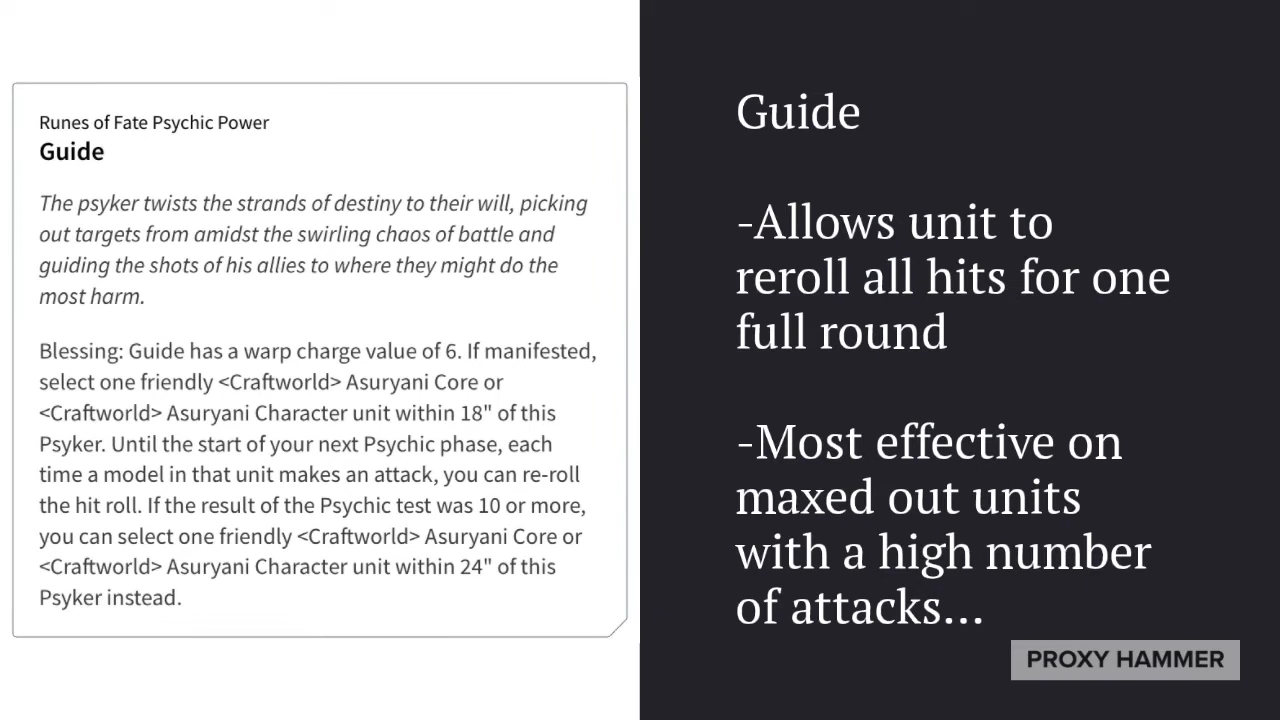 Runes of Fate Psychic Power
Guide
The psyker twists the strands of destiny to their will, picking
out targets from amidst the swirling chaos of battle and
guiding the shots of his allies to where they might do the
most harm.
Blessing: Guide has a warp charge value of 6. If manifested,
select one friendly <Craftworld> Asuryani Core or
<Craftworld> Asuryani Character unit within 18" of this
Psyker. Until the start of your next Psychic phase, each
time a model in that unit makes an attack, you can re-roll
the hit roll. If the result of the Psychic test was 10 or more,
you can select one friendly <Craftworld> Asuryani Core or
<Craftworld> Asuryani Character unit within 24" of this
Psyker instead.
Guide
-Allows unit to
reroll all hits for one
full round
-Most effective on
maxed out units
with a high number
of attacks...
PROXY HAMMER